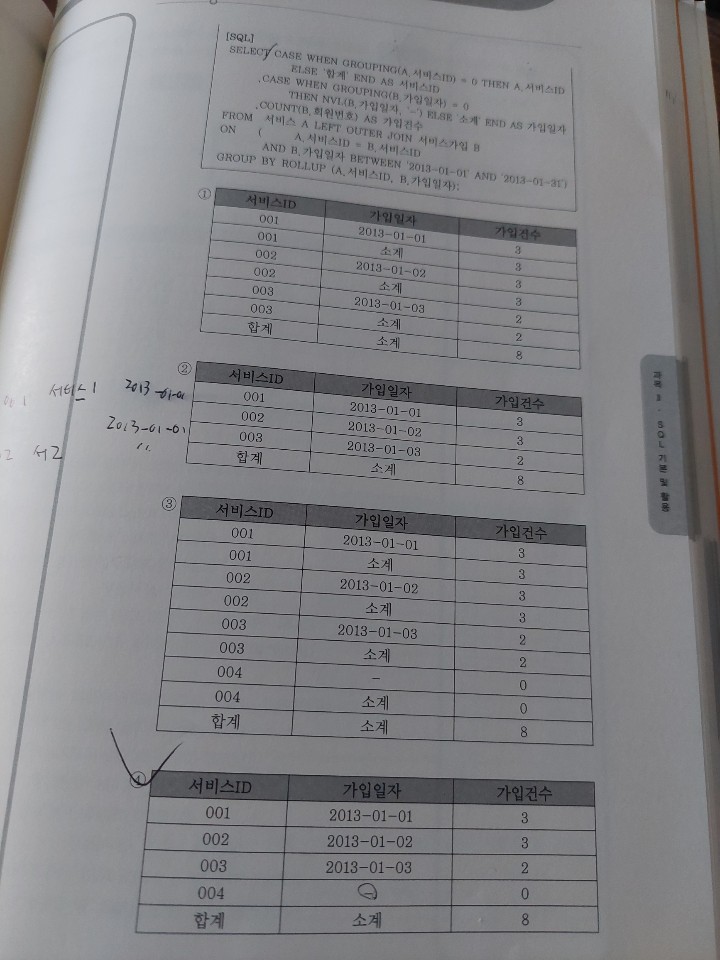 [SQL]
SELECT CASE WHEN GROUPING(A.서비스ID) = 0 THEN A.서비스ID
ELSE '합계' END AS 서비스ID
,CASE WHEN GROUPING(B.가입일자) = 0
THEN NVL(B.가입일자, '-') ELSE '소계' END AS 가입일자
,COUNT(B.회원번호) AS 가입건수
FROM 서비스 A LEFT OUTER JOIN 서비스가입 B
ON ( A.서비스ID = B.서비스ID
AND B.가입일자 BETWEEN '2013-01-01' AND '2013-01-31')
GROUP BY ROLLUP (A.서비스ID, B.가입일자);
①
서비스ID 가입일자 가입건수
001 2013-01-01 3
001 소계 3
002 2013-01-02 3
002 소계 3
003 2013-01-03 2
003 소계 2
합계 소계 8
②
서비스ID 가입일자 가입건수
001 2013-01-01 3
002 2013-01-02 3
003 2013-01-03 2
합계 소계 8
서비스1 2013-01-01
2013-01-01
서2 〃
③
서비스ID 가입일자 가입건수
001 2013-01-01 3
001 소계 3
002 2013-01-02 3
002 소계 3
003 2013-01-03 2
003 소계 2
004 - 0
004 소계 0
합계 소계 8
④
서비스ID 가입일자 가입건수
001 2013-01-01 3
002 2013-01-02 3
003 2013-01-03 2
004 - 0
합계 소계 8
과목 Ⅱ · SQL 기본 및 활용